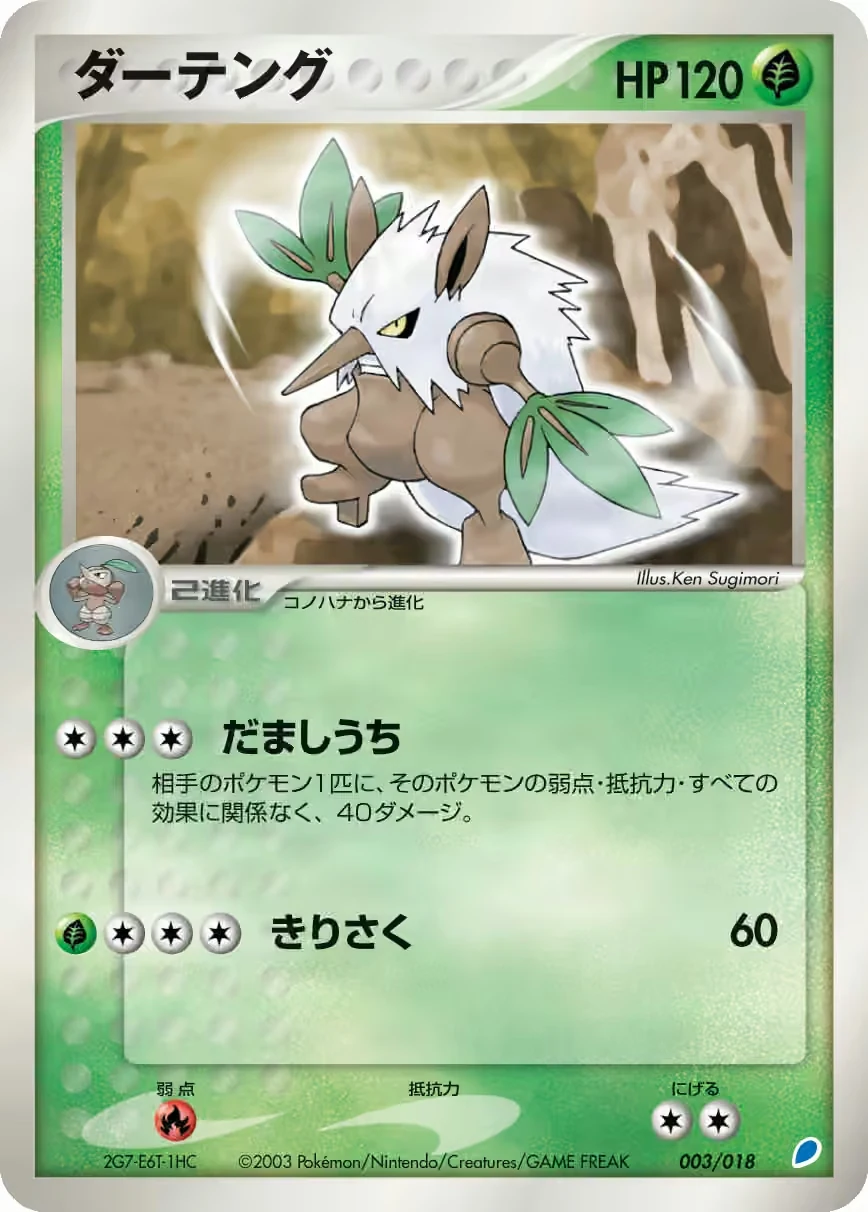 ダーテング
HP120
Illus.Ken Sugimori
2進化
コノハナから進化
だましうち
相手のポケモン1匹に、そのポケモンの弱点・抵抗力・すべての
効果に関係なく、40ダメージ。
きりさく 60
弱点 抵抗力 にげる
2G7-E6T-1HC ©2003 Pokémon/Nintendo/Creatures/GAME FREAK 003/018